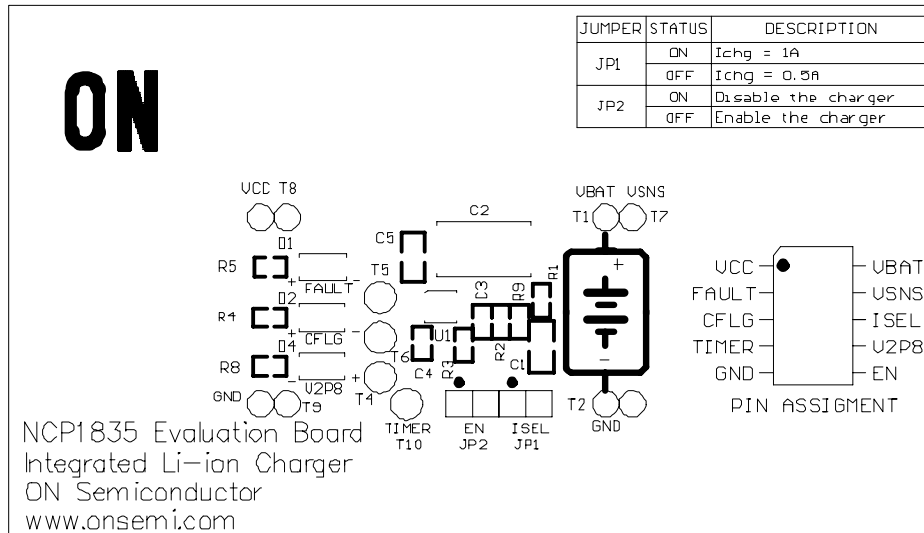 JUMPER STATUS DESCRIPTION
JP1 ON Ichg = 1A
OFF Ichg = 0.5A
JP2 ON Disable the charger
OFF Enable the charger
ON
VCC T8
VBAT VSNS
T1 T7
C2
C5
D1
R5
T5
+ FAULT -
D2
R4
+ CFLG -
D4
R8
- V2P8 +
C3
R9
R1
U1
T6
C4
R3
R2
C1
+
-
GND T9
T4
TIMER
T10
EN
JP2
ISEL
JP1
T2
GND
VCC VBAT
FAULT VSNS
CFLG ISEL
TIMER V2P8
GND EN
PIN ASSIGMENT
NCP1835 Evaluation Board
Integrated Li-ion Charger
ON Semiconductor
www.onsemi.com